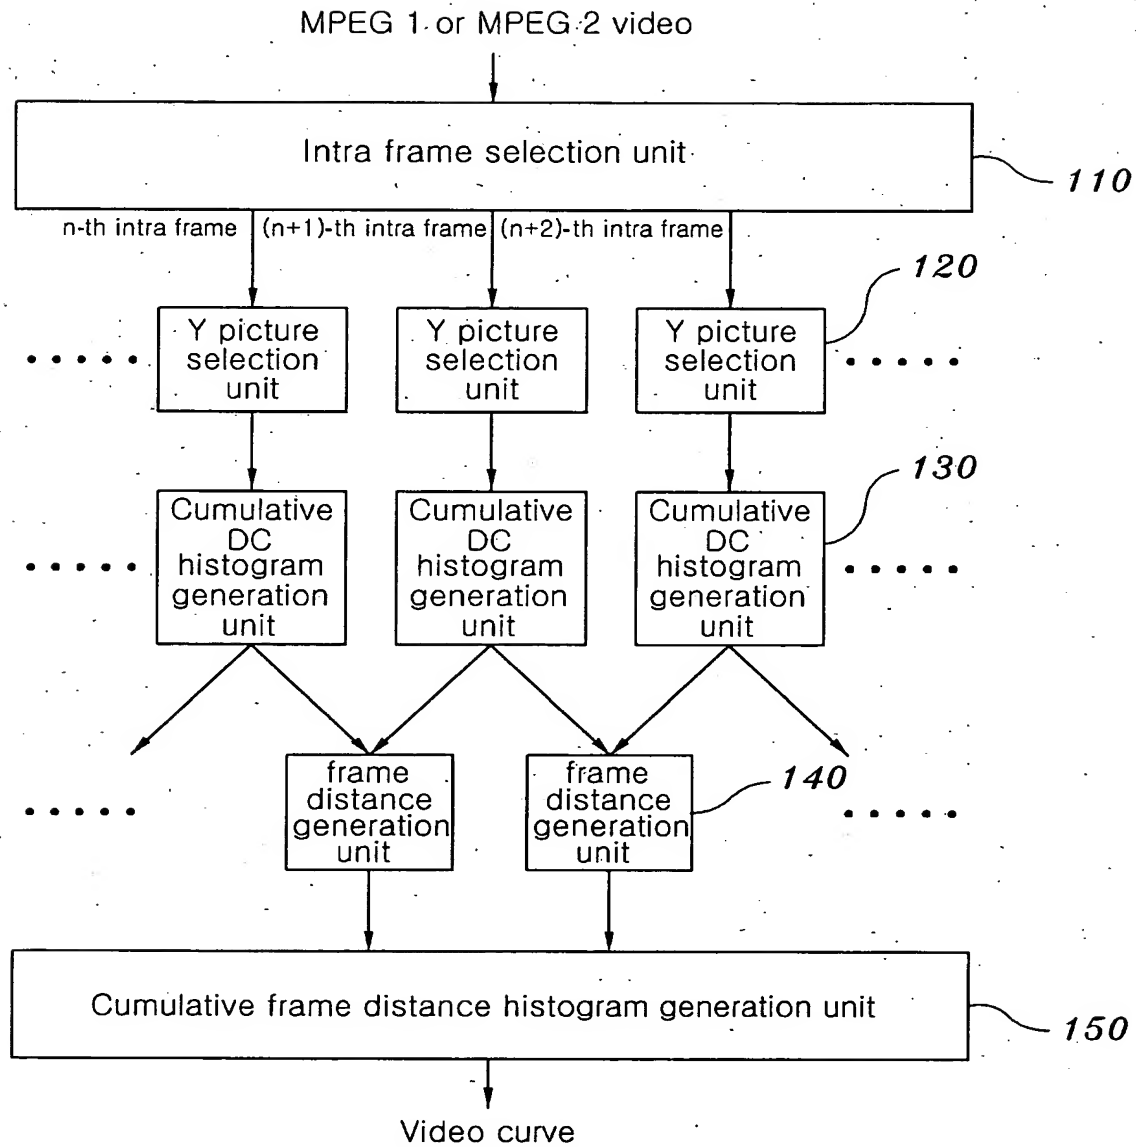 MPEG 1 or MPEG 2 video
Intra frame selection unit
110
n-th intra frame
(n+1)-th intra frame
(n+2)-th intra frame
120
Y picture
selection
unit
Y picture
selection
unit
Y picture
selection
unit
130
Cumulative
DC
histogram
generation
unit
Cumulative
DC
histogram
generation
unit
Cumulative
DC
histogram
generation
unit
frame
distance
generation
unit
frame
distance
generation
unit
140
Cumulative frame distance histogram generation unit
150
Video curve